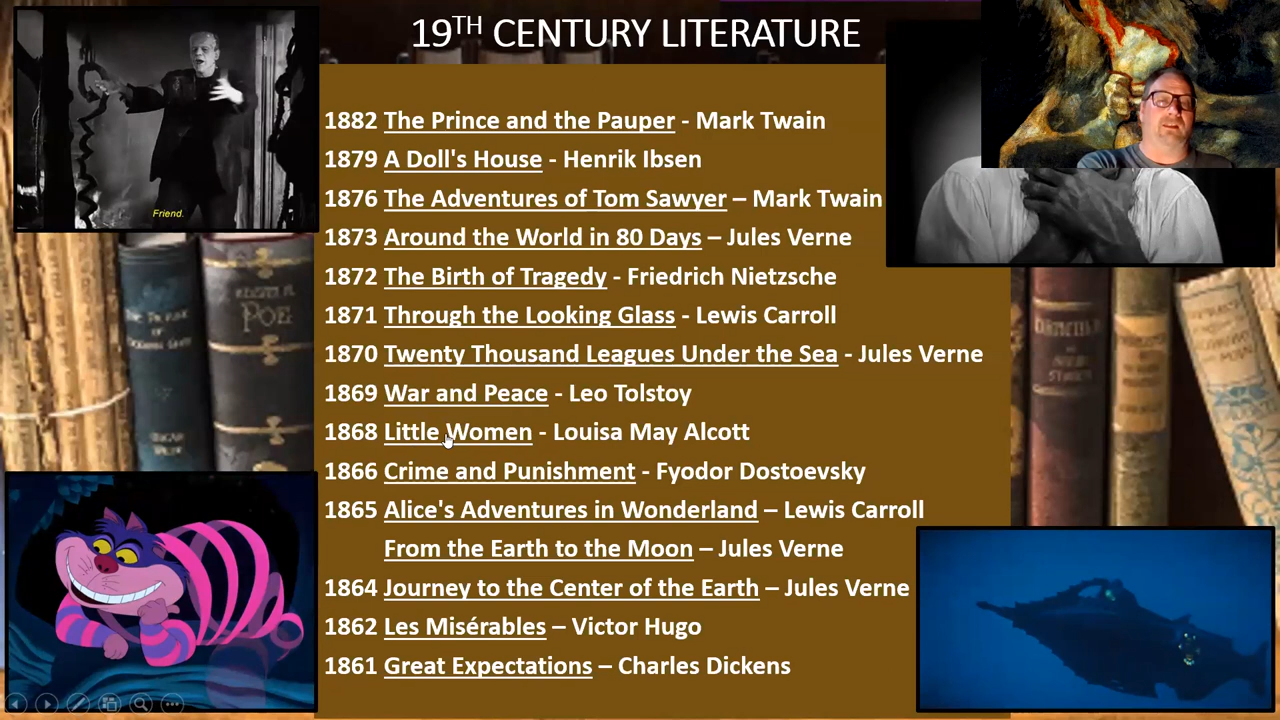 19TH CENTURY LITERATURE
1882 The Prince and the Pauper - Mark Twain
1879 A Doll's House - Henrik Ibsen
1876 The Adventures of Tom Sawyer – Mark Twain
1873 Around the World in 80 Days – Jules Verne
1872 The Birth of Tragedy - Friedrich Nietzsche
1871 Through the Looking Glass - Lewis Carroll
1870 Twenty Thousand Leagues Under the Sea - Jules Verne
1869 War and Peace - Leo Tolstoy
1868 Little Women - Louisa May Alcott
1866 Crime and Punishment - Fyodor Dostoevsky
1865 Alice's Adventures in Wonderland – Lewis Carroll
From the Earth to the Moon – Jules Verne
1864 Journey to the Center of the Earth – Jules Verne
1862 Les Misérables – Victor Hugo
1861 Great Expectations – Charles Dickens
Friend.
POE